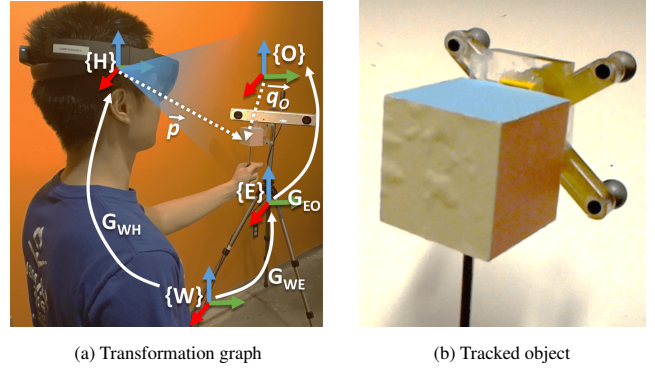 {H}
{O}
q_O
p
{E}
G_EO
G_WH
G_WE
{W}
(a) Transformation graph
(b) Tracked object